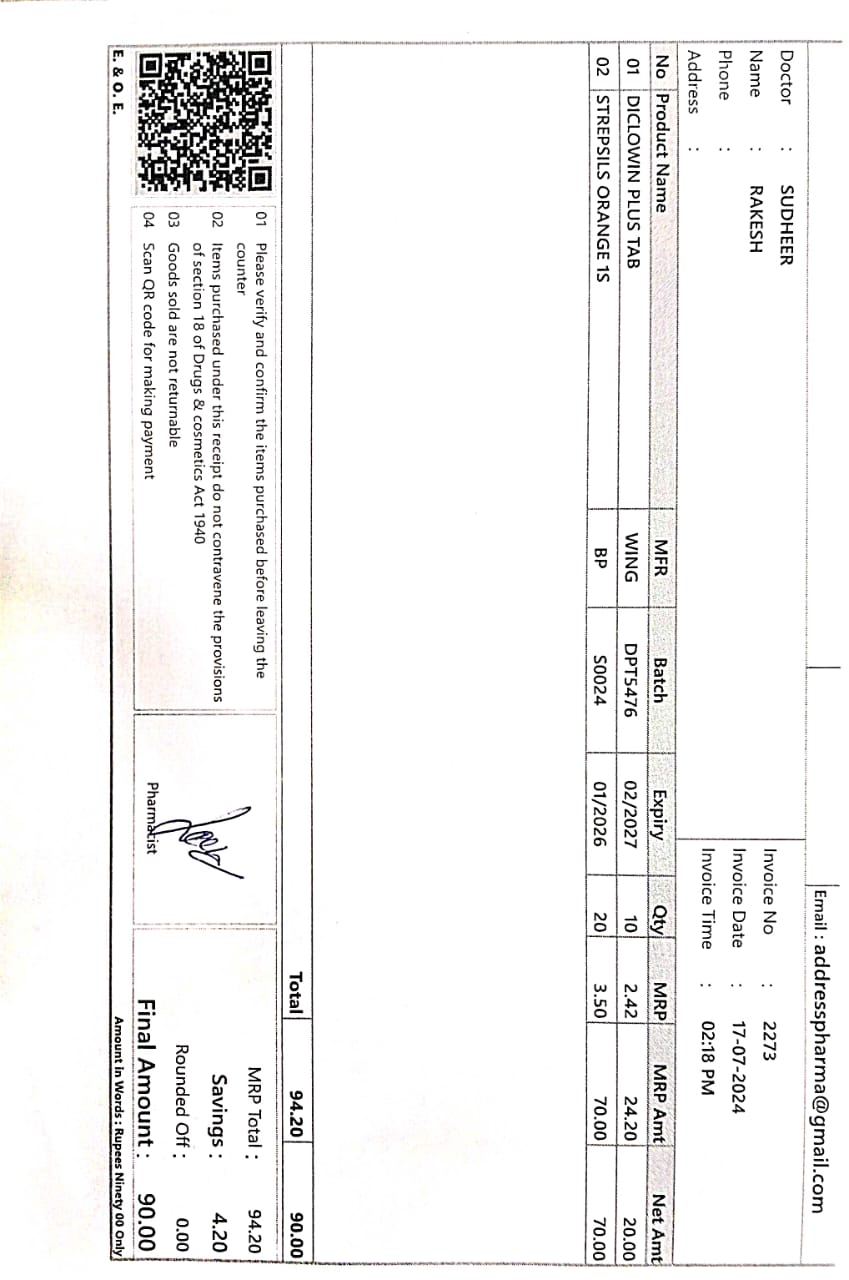 Email : addresspharma@gmail.com
Doctor : SUDHEER
Name : RAKESH
Phone :
Address :
Invoice No : 2273
Invoice Date : 17-07-2024
Invoice Time : 02:18 PM
No Product Name MFR Batch Expiry Qty MRP MRP Amt Net Amt
01 DICLOWIN PLUS TAB WING DPT5476 02/2027 10 2.42 24.20 20.00
02 STREPSILS ORANGE 1S BP S0024 01/2026 20 3.50 70.00 70.00
Total 94.20 90.00
01 Please verify and confirm the items purchased before leaving the
counter
02 Items purchased under this receipt do not contravene the provisions
of section 18 of Drugs & cosmetics Act 1940
03 Goods sold are not returnable
04 Scan QR code for making payment
Pharmacist
MRP Total : 94.20
Savings : 4.20
Rounded Off : 0.00
Final Amount : 90.00
E. & O. E.
Amount in Words : Rupees Ninety 00 Only